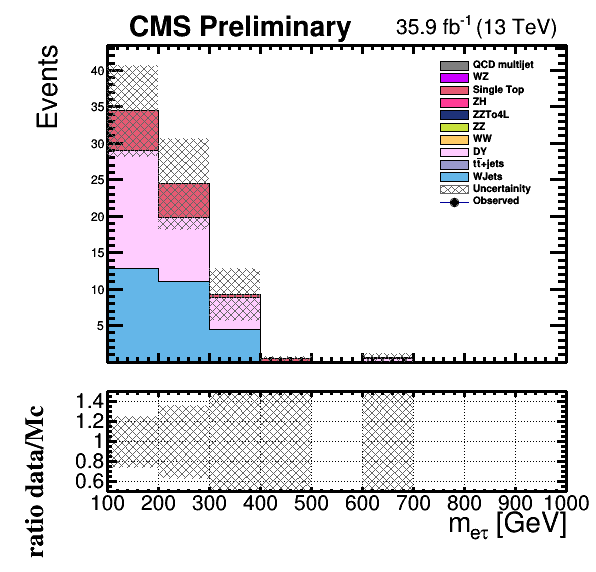 CMS Preliminary 35.9 fb⁻¹ (13 TeV)
Events
40
35
30
25
20
15
10
5
QCD multijet
WZ
Single Top
ZH
ZZTo4L
ZZ
WW
DY
tt̄+jets
WJets
Uncertainity
Observed
ratio data/Mc
1.4
1.2
1
0.8
0.6
100 200 300 400 500 600 700 800 900 1000
m_eτ [GeV]